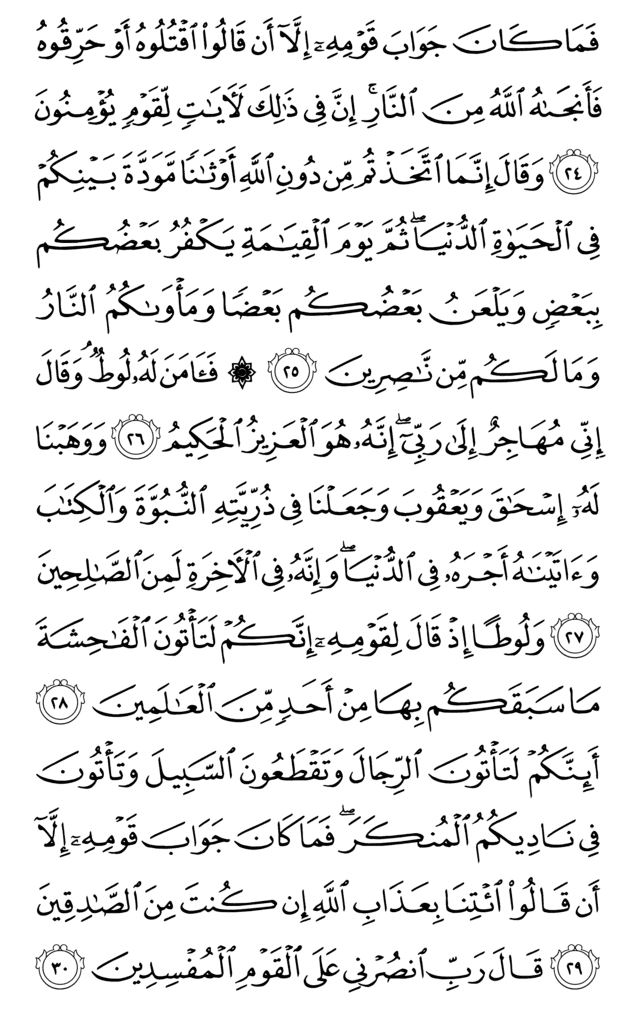 فَمَا كَانَ جَوَابَ قَوْمِهِۦٓ إِلَّآ أَن قَالُوا۟ ٱقْتُلُوهُ أَوْ حَرِّقُوهُ
فَأَنجَىٰهُ ٱللَّهُ مِنَ ٱلنَّارِۚ إِنَّ فِى ذَٰلِكَ لَـَٔايَٰتٍ لِّقَوْمٍ يُؤْمِنُونَ
٢٤ وَقَالَ إِنَّمَا ٱتَّخَذْتُم مِّن دُونِ ٱللَّهِ أَوْثَٰنًا مَّوَدَّةَ بَيْنِكُمْ
فِى ٱلْحَيَوٰةِ ٱلدُّنْيَاۖ ثُمَّ يَوْمَ ٱلْقِيَٰمَةِ يَكْفُرُ بَعْضُكُم
بِبَعْضٍ وَيَلْعَنُ بَعْضُكُم بَعْضًا وَمَأْوَىٰكُمُ ٱلنَّارُ
وَمَا لَكُم مِّن نَّٰصِرِينَ ٢٥ ۞ فَـَٔامَنَ لَهُۥ لُوطٌۘ وَقَالَ
إِنِّى مُهَاجِرٌ إِلَىٰ رَبِّىٓۖ إِنَّهُۥ هُوَ ٱلْعَزِيزُ ٱلْحَكِيمُ ٢٦ وَوَهَبْنَا
لَهُۥٓ إِسْحَٰقَ وَيَعْقُوبَ وَجَعَلْنَا فِى ذُرِّيَّتِهِ ٱلنُّبُوَّةَ وَٱلْكِتَٰبَ
وَءَاتَيْنَٰهُ أَجْرَهُۥ فِى ٱلدُّنْيَاۖ وَإِنَّهُۥ فِى ٱلْـَٔاخِرَةِ لَمِنَ ٱلصَّٰلِحِينَ
٢٧ وَلُوطًا إِذْ قَالَ لِقَوْمِهِۦٓ إِنَّكُمْ لَتَأْتُونَ ٱلْفَٰحِشَةَ
مَا سَبَقَكُم بِهَا مِنْ أَحَدٍ مِّنَ ٱلْعَٰلَمِينَ ٢٨
أَئِنَّكُمْ لَتَأْتُونَ ٱلرِّجَالَ وَتَقْطَعُونَ ٱلسَّبِيلَ وَتَأْتُونَ
فِى نَادِيكُمُ ٱلْمُنكَرَۖ فَمَا كَانَ جَوَابَ قَوْمِهِۦٓ إِلَّآ
أَن قَالُوا۟ ٱئْتِنَا بِعَذَابِ ٱللَّهِ إِن كُنتَ مِنَ ٱلصَّٰدِقِينَ
٢٩ قَالَ رَبِّ ٱنصُرْنِى عَلَى ٱلْقَوْمِ ٱلْمُفْسِدِينَ ٣٠